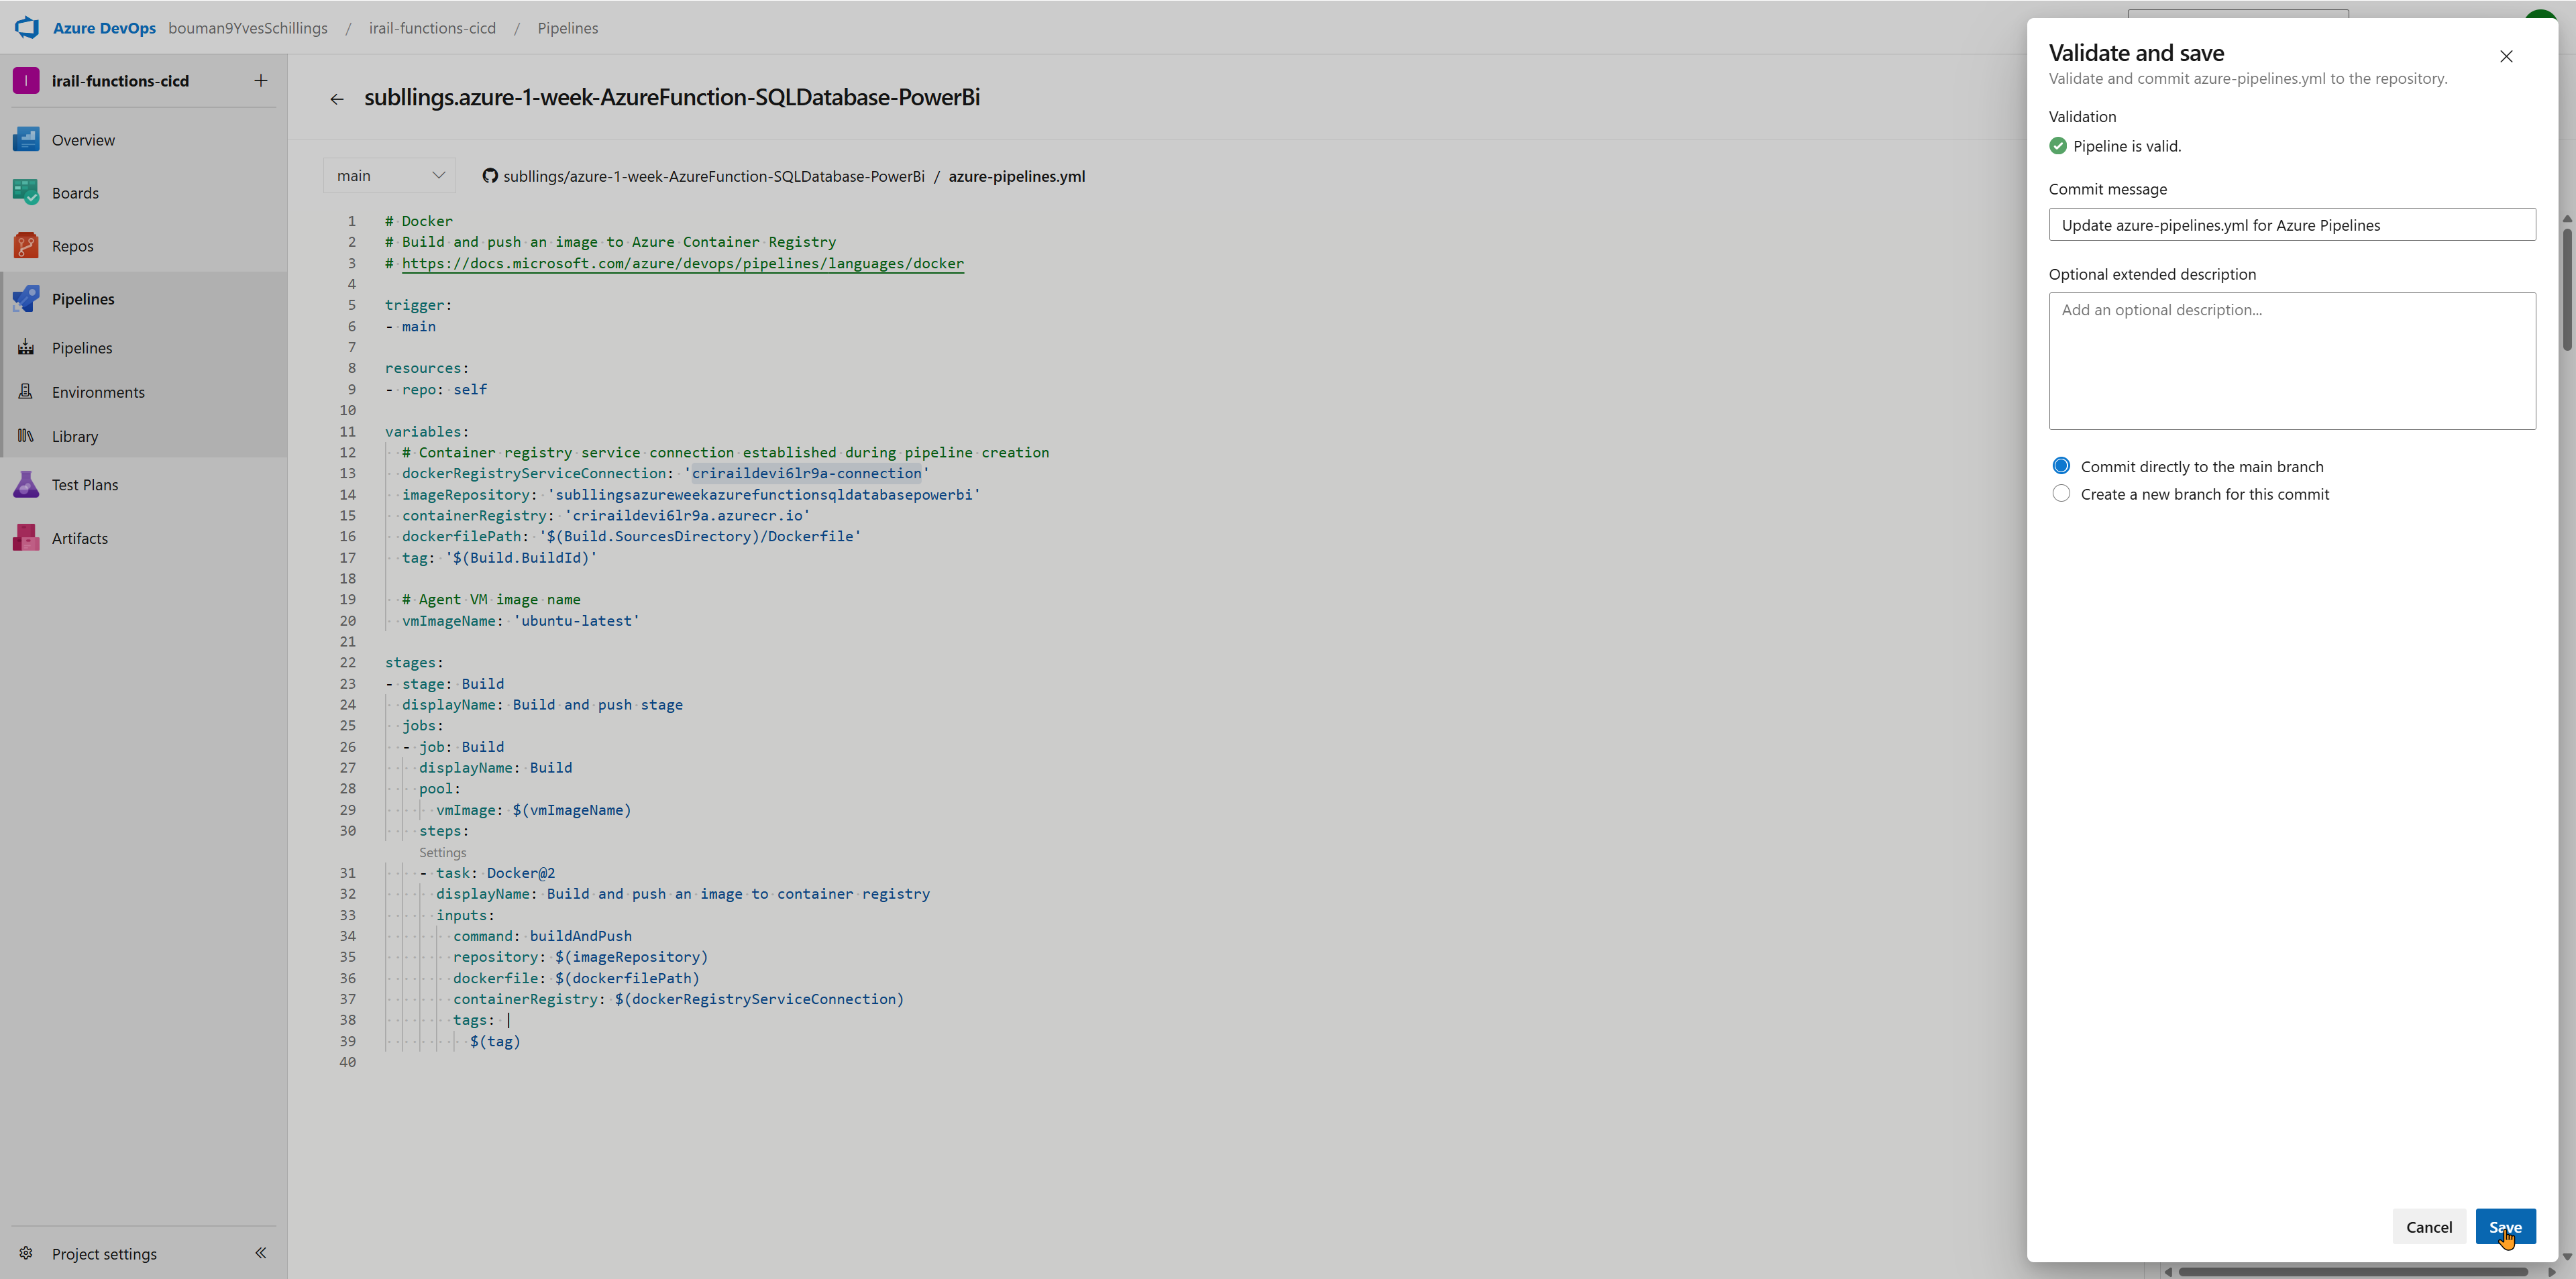 Azure DevOps bouman9YvesSchillings / irail-functions-cicd / Pipelines
I irail-functions-cicd +
Overview
Boards
Repos
Pipelines
Pipelines
Environments
Library
Test Plans
Artifacts
Project settings
subllings.azure-1-week-AzureFunction-SQLDatabase-PowerBi
main subllings/azure-1-week-AzureFunction-SQLDatabase-PowerBi / azure-pipelines.yml
1 # Docker
2 # Build and push an image to Azure Container Registry
3 # https://docs.microsoft.com/azure/devops/pipelines/languages/docker
4
5 trigger:
6 - main
7
8 resources:
9 - repo: self
10
11 variables:
12   # Container registry service connection established during pipeline creation
13   dockerRegistryServiceConnection: 'criraildevi6lr9a-connection'
14   imageRepository: 'subllingsazureweekazurefunctionsqldatabasepowerbi'
15   containerRegistry: 'criraildevi6lr9a.azurecr.io'
16   dockerfilePath: '$(Build.SourcesDirectory)/Dockerfile'
17   tag: '$(Build.BuildId)'
18
19   # Agent VM image name
20   vmImageName: 'ubuntu-latest'
21
22 stages:
23 - stage: Build
24   displayName: Build and push stage
25   jobs:
26   - job: Build
27     displayName: Build
28     pool:
29       vmImage: $(vmImageName)
30     steps:
Settings
31     - task: Docker@2
32       displayName: Build and push an image to container registry
33       inputs:
34         command: buildAndPush
35         repository: $(imageRepository)
36         dockerfile: $(dockerfilePath)
37         containerRegistry: $(dockerRegistryServiceConnection)
38         tags: |
39           $(tag)
40
Validate and save
Validate and commit azure-pipelines.yml to the repository.
Validation
Pipeline is valid.
Commit message
Update azure-pipelines.yml for Azure Pipelines
Optional extended description
Add an optional description...
Commit directly to the main branch
Create a new branch for this commit
Cancel Save